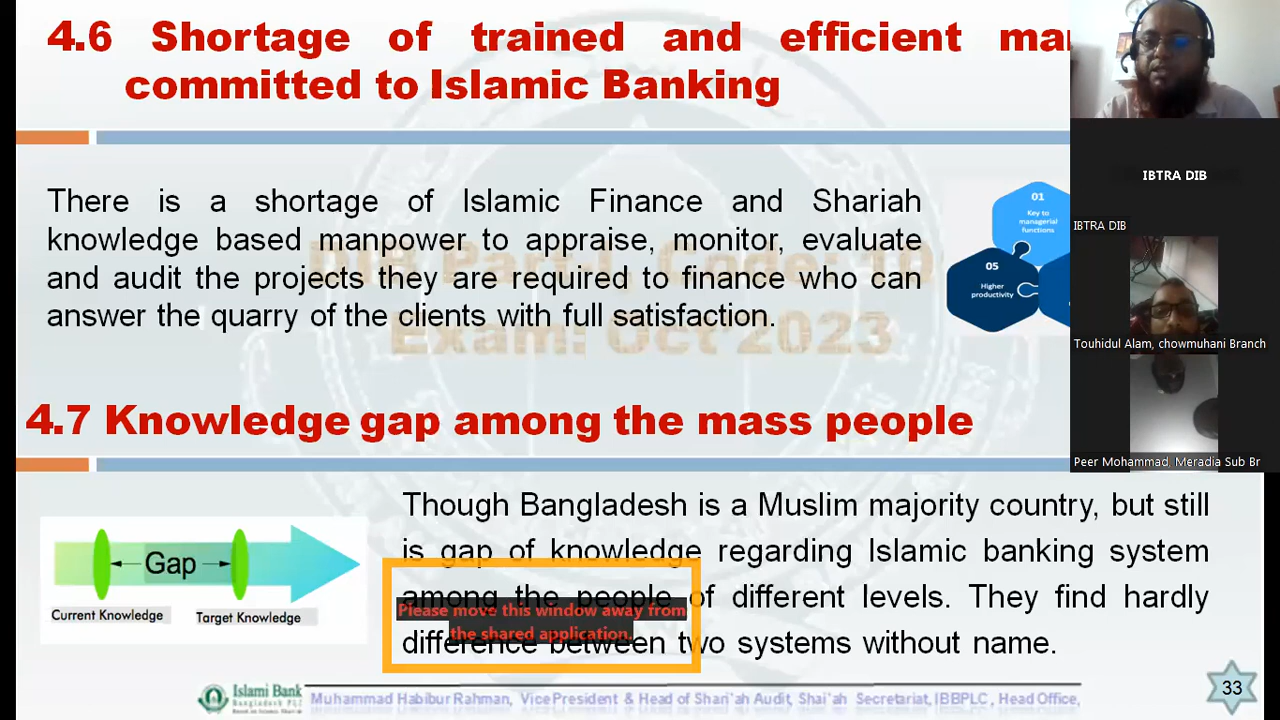 4.6 Shortage of trained and efficient
committed to Islamic Banking
There is a shortage of Islamic Finance and Shariah
knowledge based manpower to appraise, monitor, evaluate
and audit the projects they are required to finance who can
answer the quarry of the clients with full satisfaction.
01
Key to
managerial
functions
05
Higher
productivity
Exam: Oct 2023
4.7 Knowledge gap among the mass people
Though Bangladesh is a Muslim majority country, but still
is gap of knowledge regarding Islamic banking system
among the people of different levels. They find hardly
difference between two systems without name.
Please move this window away from
the shared application.
Gap
Current Knowledge
Target Knowledge
Islami Bank
Bangladesh PLC
Muhammad Habibur Rahman, Vice President & Head of Shari'ah Audit, Shai'ah Secretariat, IBBPLC, Head Office,
33
IBTRA DIB
IBTRA DIB
Touhidul Alam, chowmuhani Branch
Peer Mohammad, Meradia Sub Br